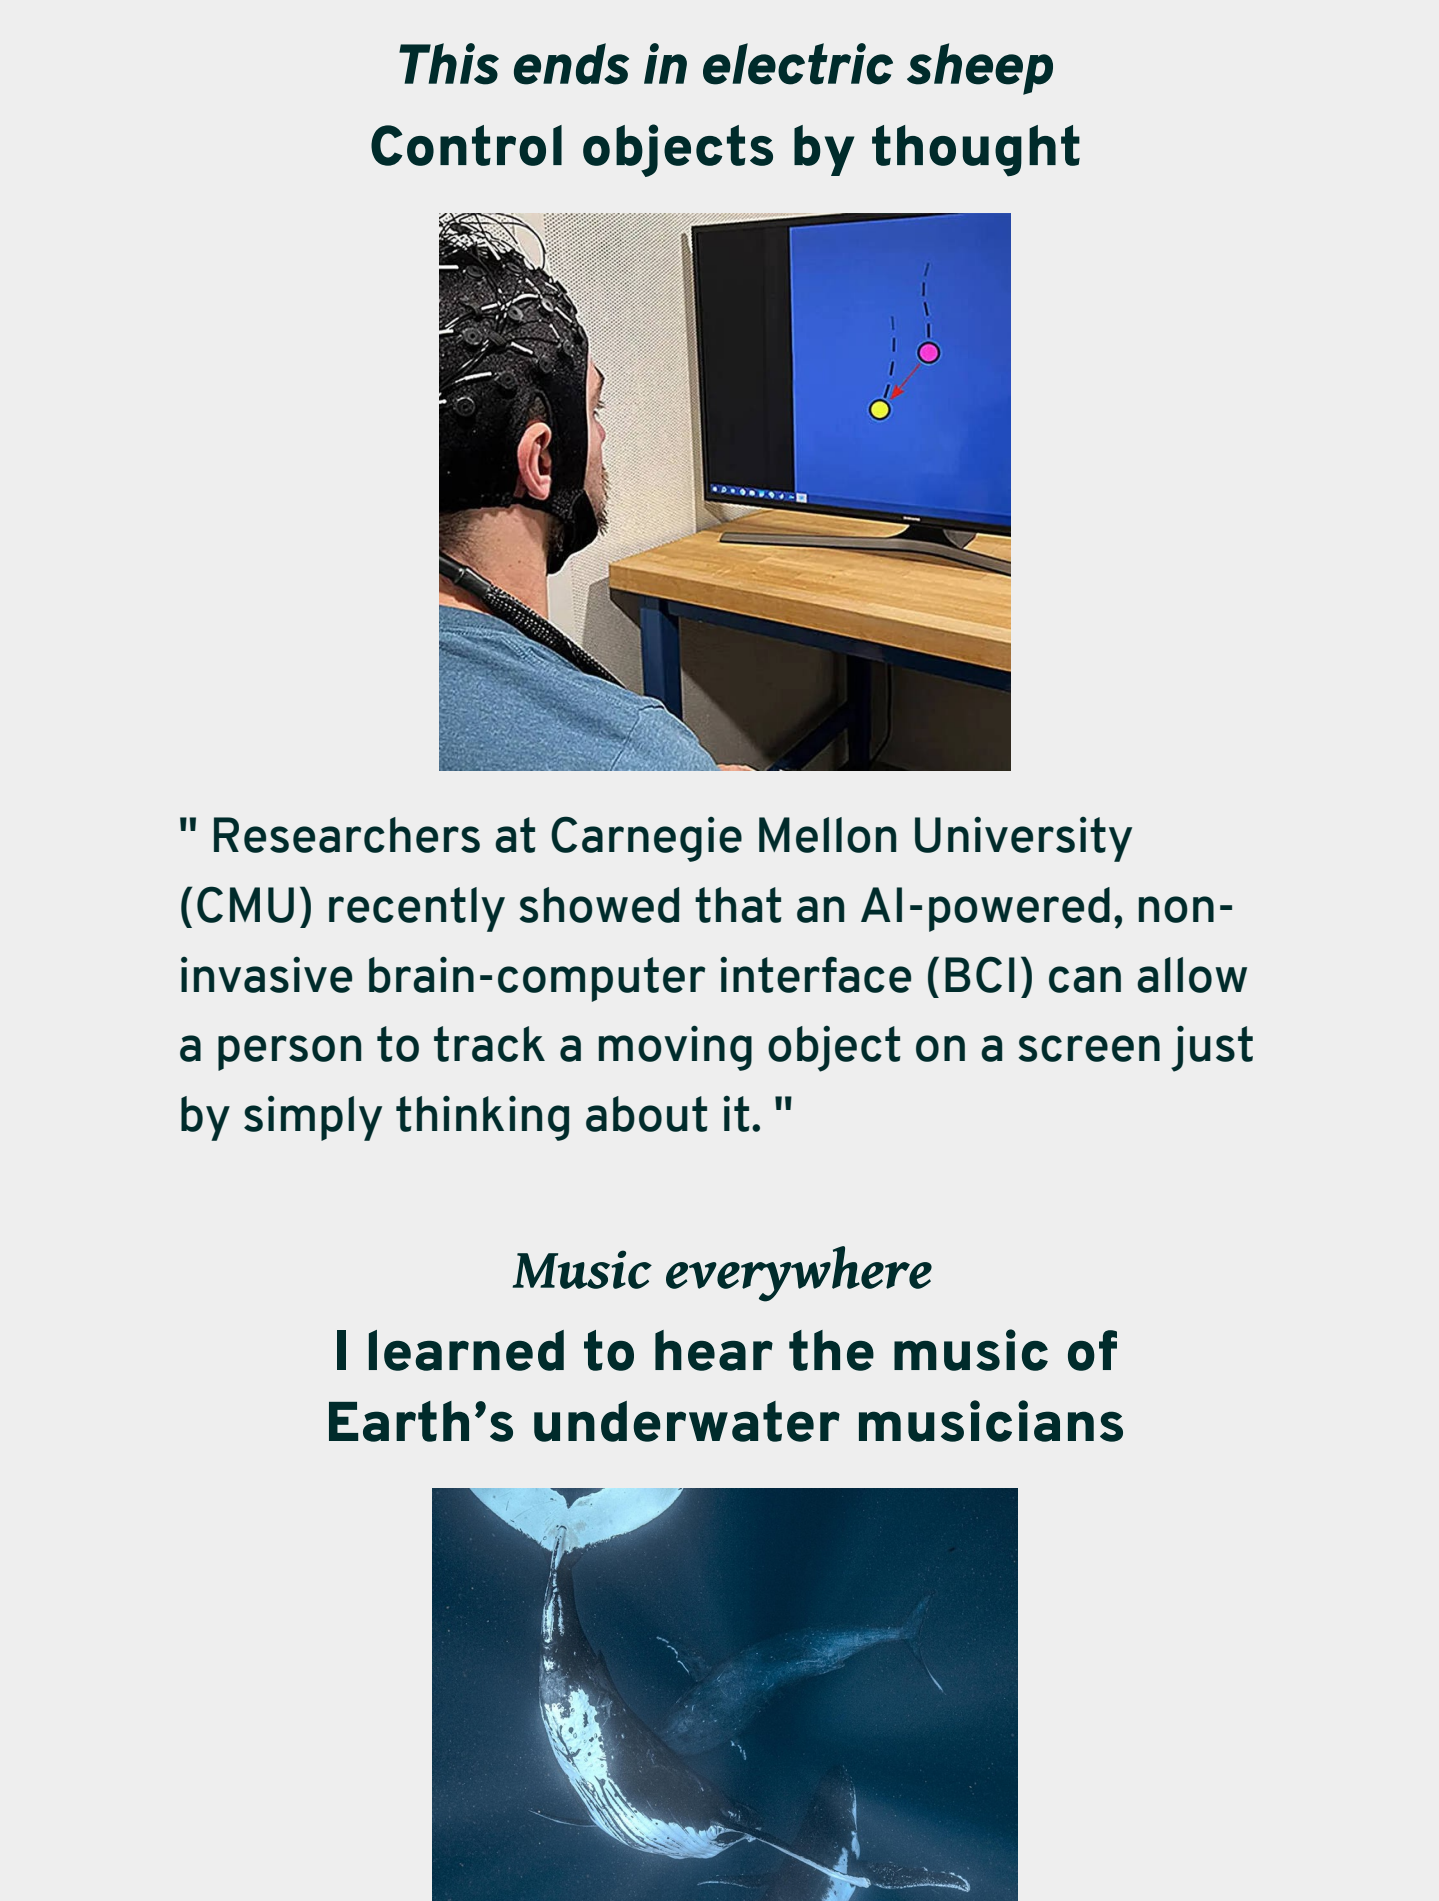 This ends in electric sheep
Control objects by thought
" Researchers at Carnegie Mellon University
(CMU) recently showed that an AI-powered, non-
invasive brain-computer interface (BCI) can allow
a person to track a moving object on a screen just
by simply thinking about it. "
Music everywhere
I learned to hear the music of
Earth’s underwater musicians